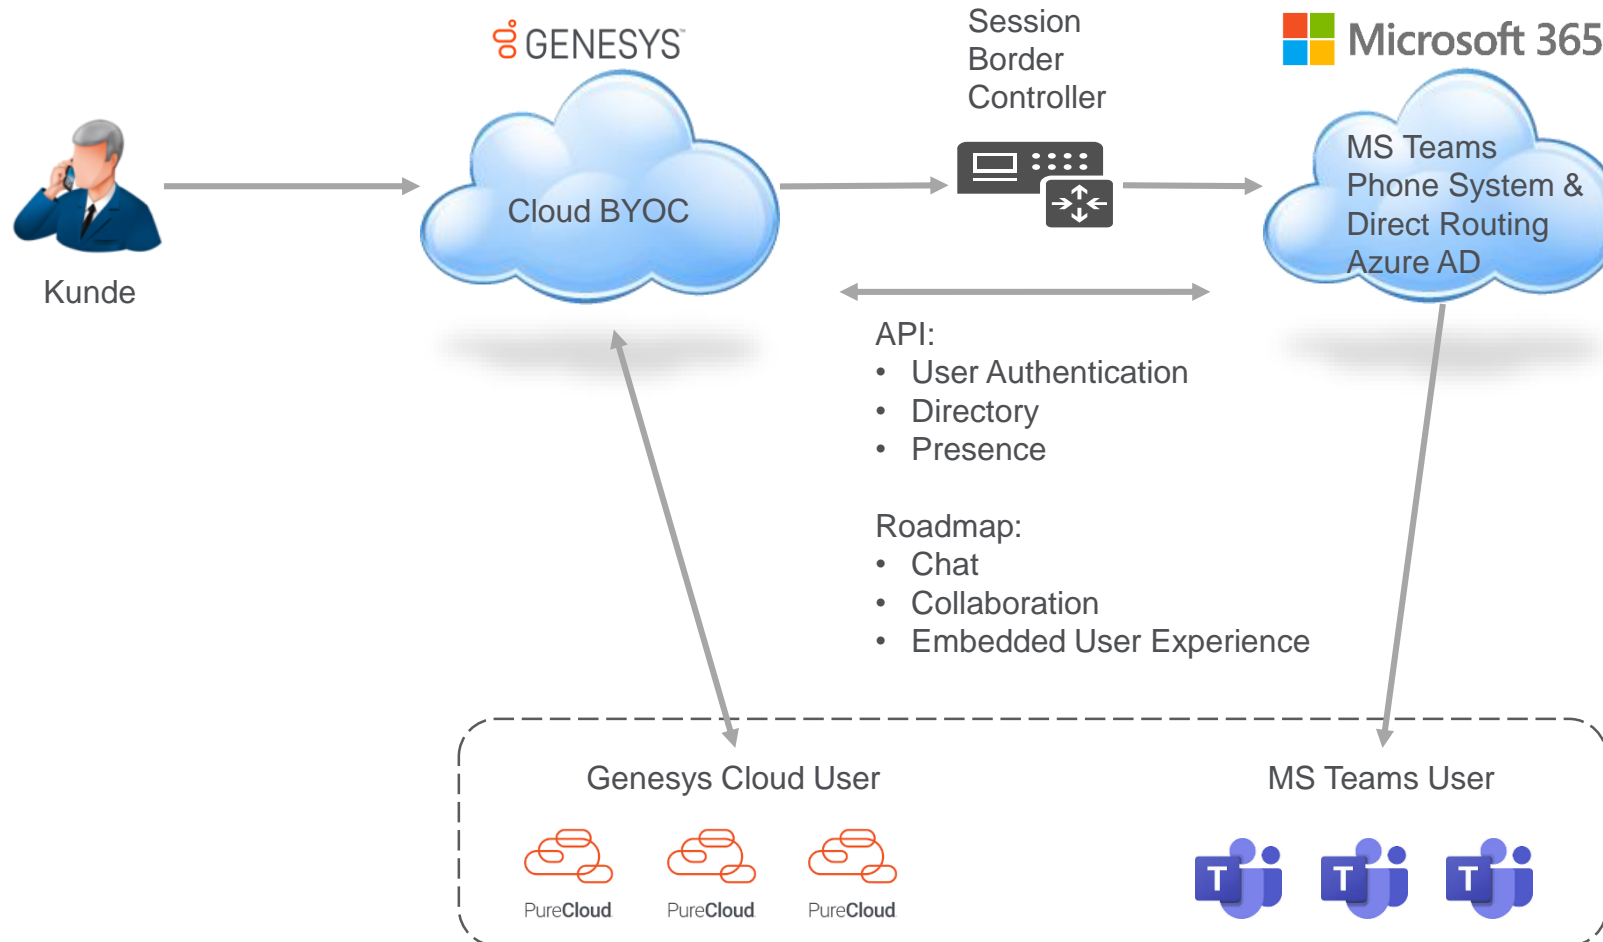 GENESYS™
Session
Border
Controller
Microsoft 365
Cloud BYOC
MS Teams
Phone System &
Direct Routing
Azure AD
Kunde
API:
• User Authentication
• Directory
• Presence
Roadmap:
• Chat
• Collaboration
• Embedded User Experience
Genesys Cloud User
MS Teams User
PureCloud
PureCloud
PureCloud
T
T
T